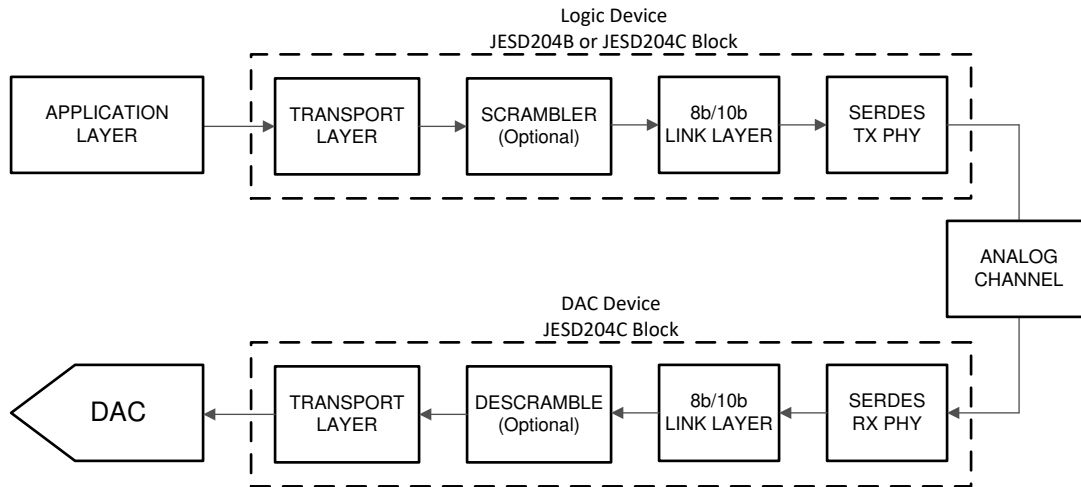 Logic Device
JESD204B or JESD204C Block
APPLICATION
LAYER
TRANSPORT
LAYER
SCRAMBLER
(Optional)
8b/10b
LINK LAYER
SERDES
TX PHY
ANALOG
CHANNEL
DAC Device
JESD204C Block
DAC
TRANSPORT
LAYER
DESCRAMBLE
(Optional)
8b/10b
LINK LAYER
SERDES
RX PHY